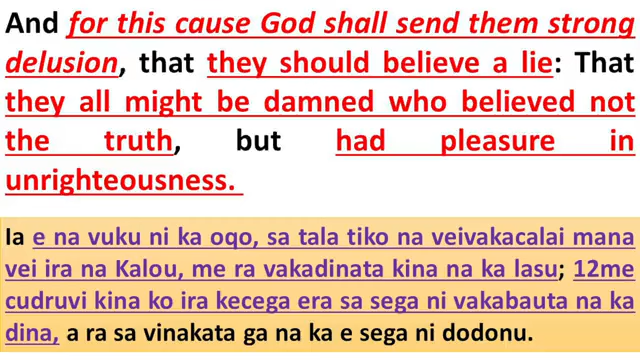 And for this cause God shall send them strong
delusion, that they should believe a lie: That
they all might be damned who believed not
the truth, but had pleasure in
unrighteousness.
Ia e na vuku ni ka oqo, sa tala tiko na veivakacalai mana
vei ira na Kalou, me ra vakadinata kina na ka lasu; 12me
cudruvi kina ko ira kecega era sa sega ni vakabauta na ka
dina, a ra sa vinakata ga na ka e sega ni dodonu.